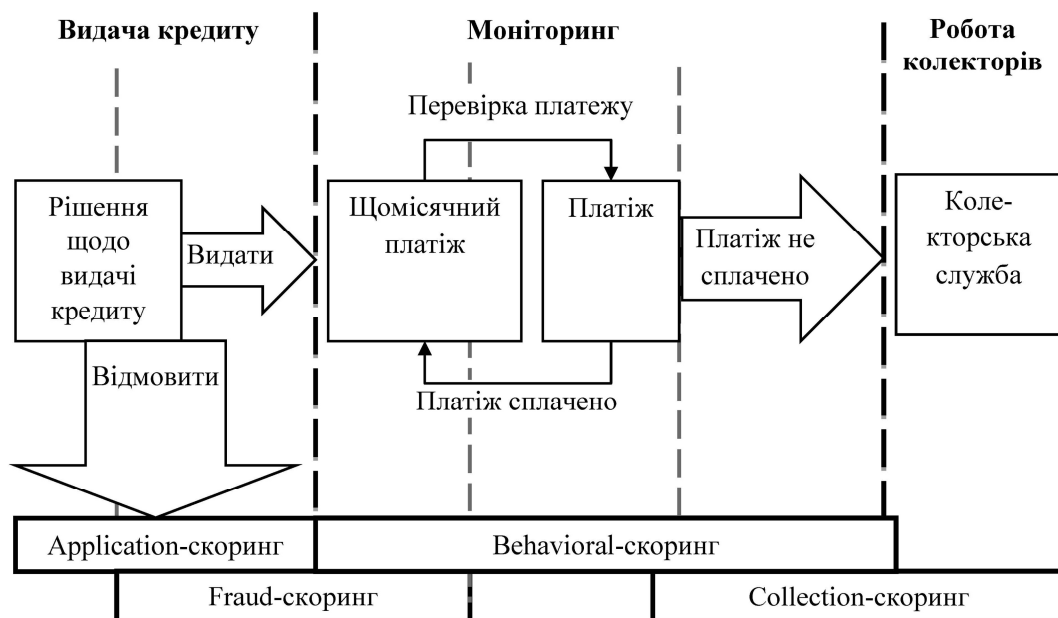 Видача кредиту
Моніторинг
Робота
колекторів
Перевірка платежу
Рішення
щодо
видачі
кредиту
Видати
Щомісячний
платіж
Платіж
Платіж не
сплачено
Коле-
кторська
служба
Відмовити
Платіж сплачено
Application-скоринг
Behavioral-скоринг
Fraud-скоринг
Collection-скоринг